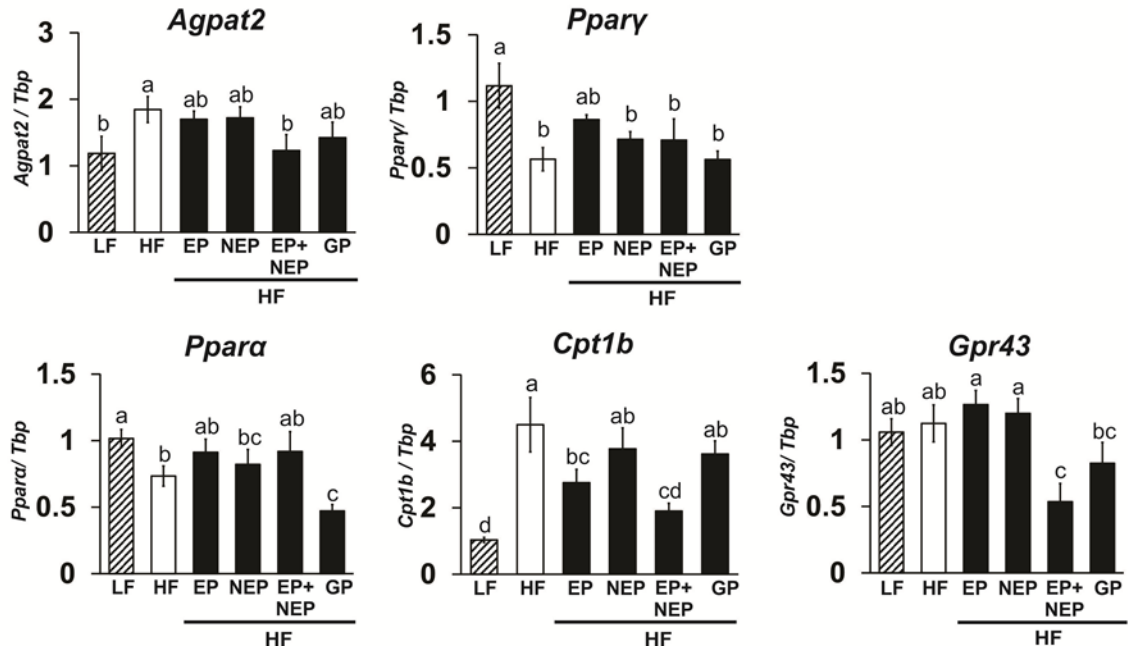 Agpat2
Agpat2 / Tbp
3
2
1
0
b
a
ab
ab
b
ab
LF HF EP NEP EP+ GP
NEP
HF
Pparγ
Pparγ/ Tbp
1.5
1
0.5
0
a
b
ab
b
b
b
LF HF EP NEP EP+ GP
NEP
HF
Pparα
Pparα/ Tbp
1.5
1
0.5
0
a
b
ab
bc
ab
c
LF HF EP NEP EP+ GP
NEP
HF
Cpt1b
Cpt1b / Tbp
6
4
2
0
d
a
bc
ab
cd
ab
LF HF EP NEP EP+ GP
NEP
HF
Gpr43
Gpr43/ Tbp
1.5
1
0.5
0
ab
ab
a
a
c
bc
LF HF EP NEP EP+ GP
NEP
HF